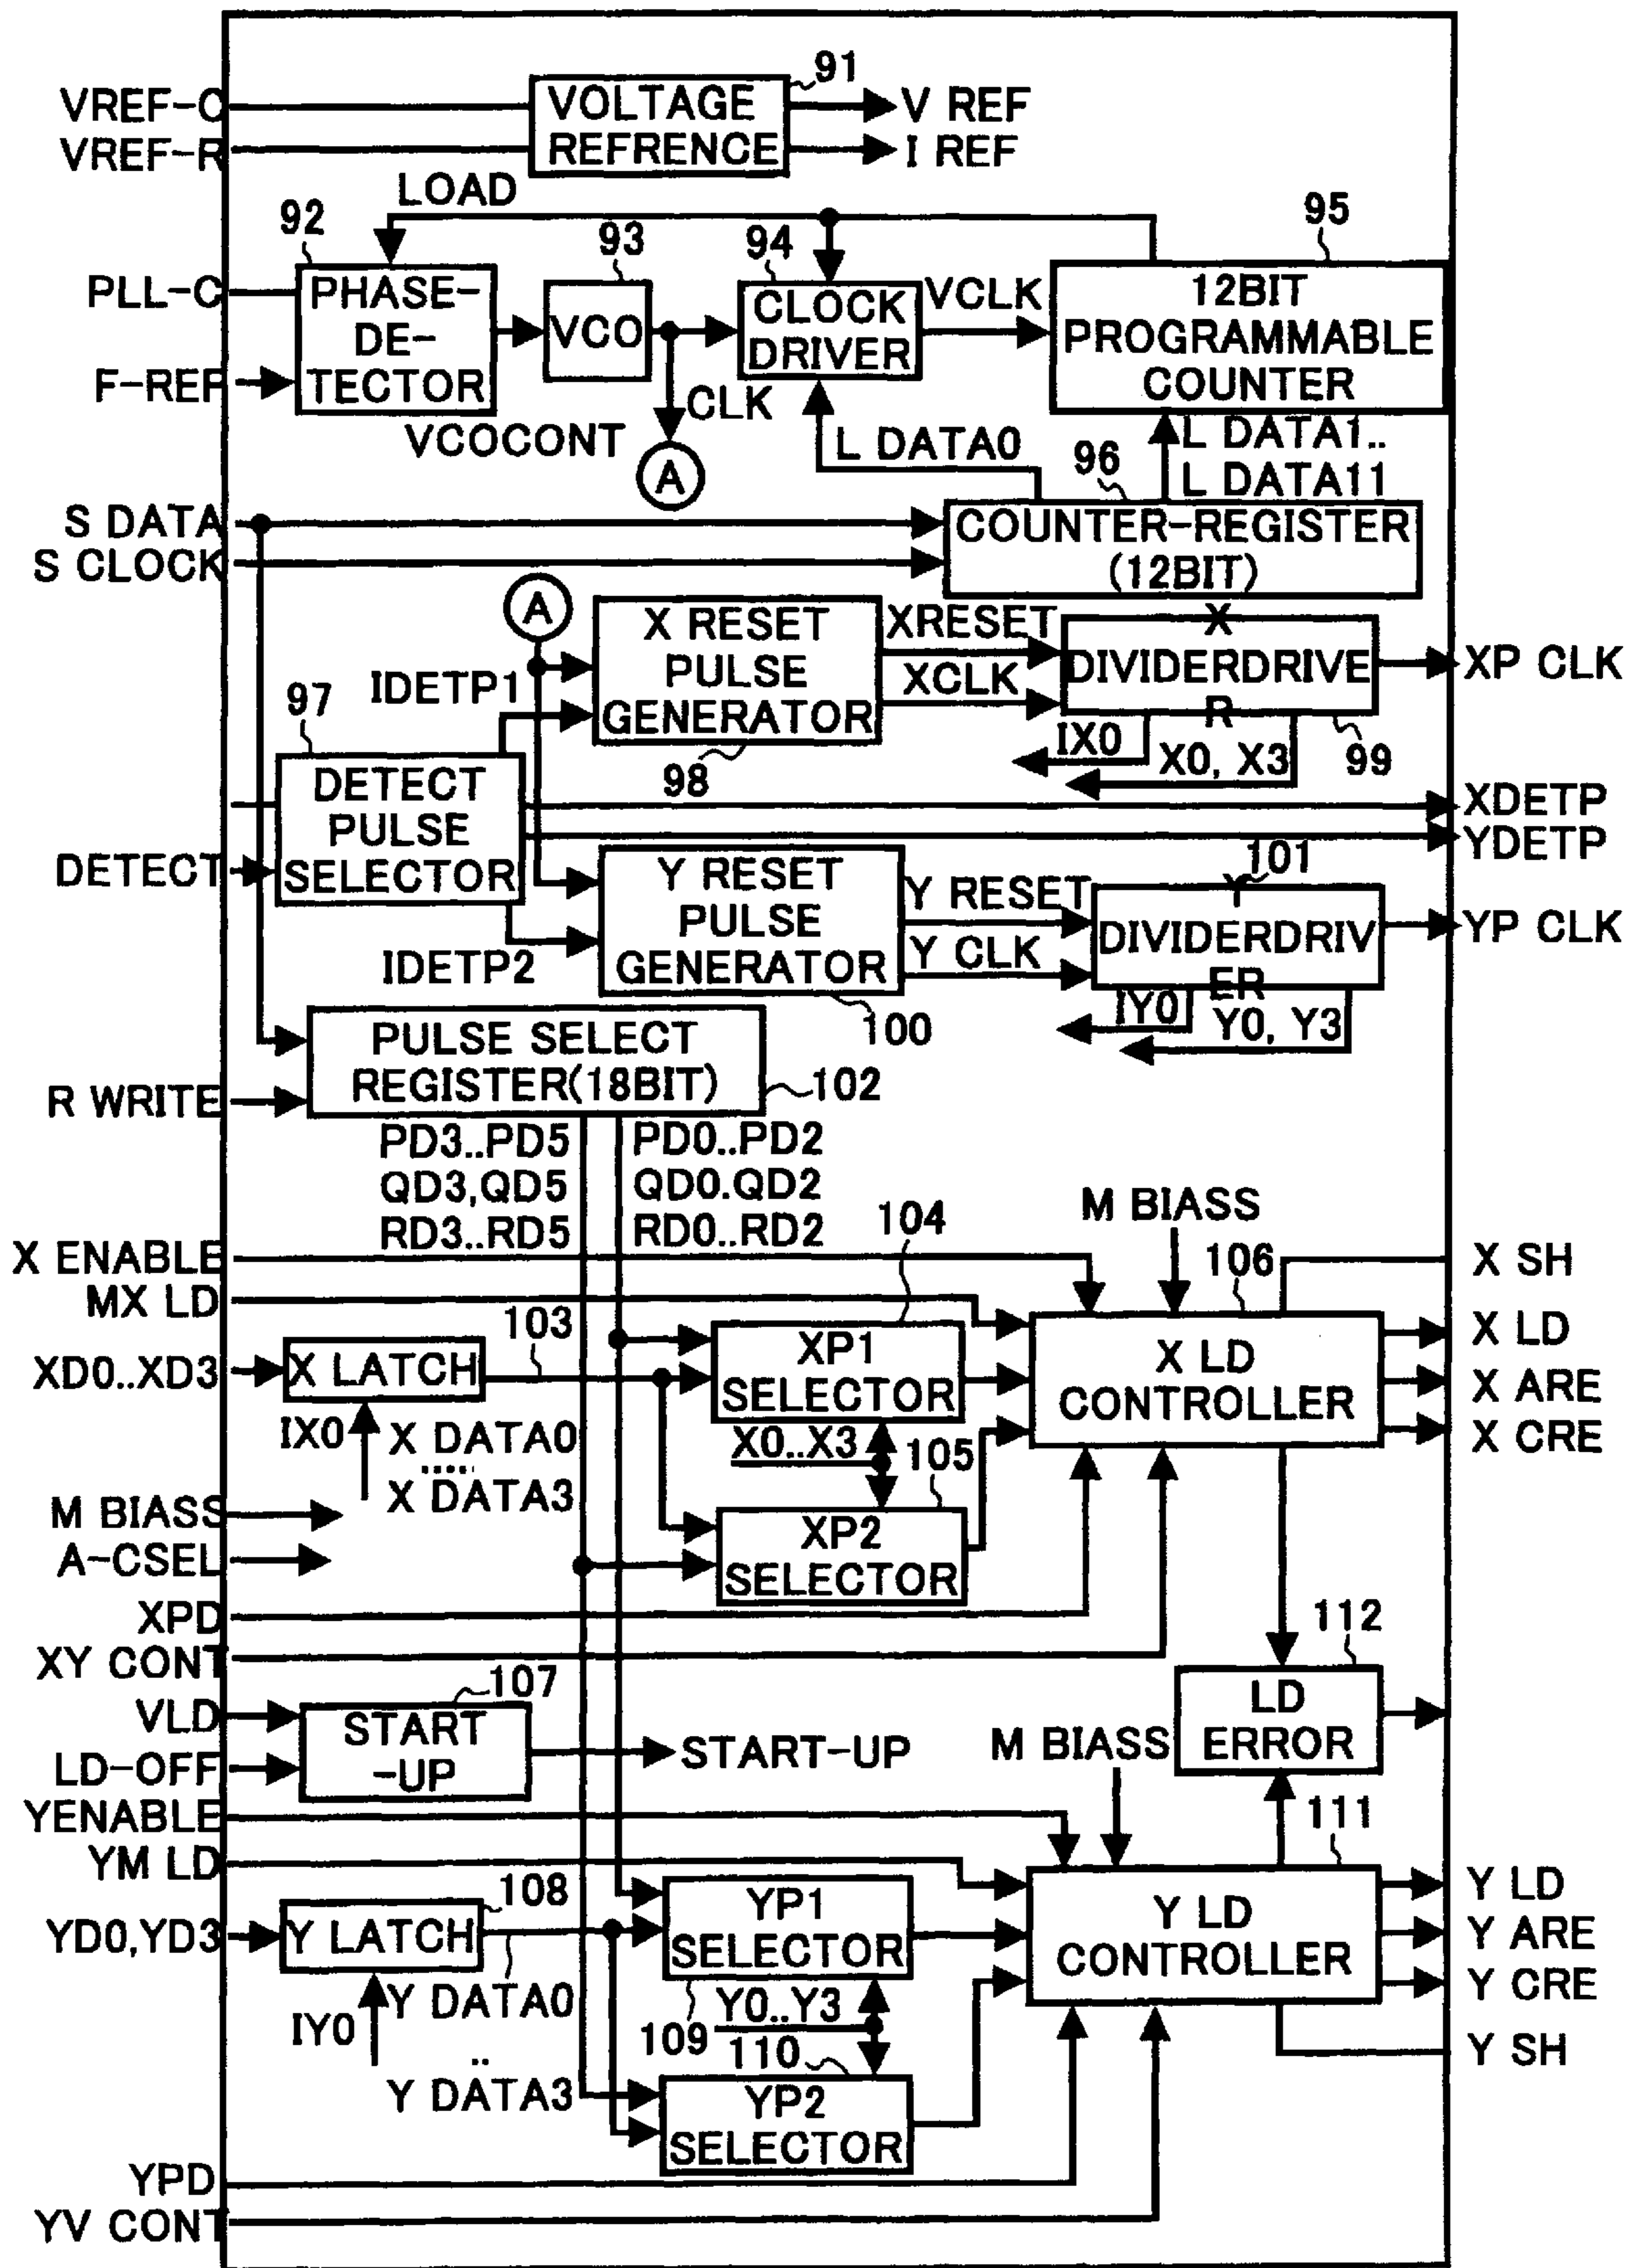 91
VREF-C
VOLTAGE
REFRENCE
V REF
VREF-R
I REF
LOAD
92
93
94
95
PLL-C
PHASE-
DE-
TECTOR
VCO
CLOCK
DRIVER
VCLK
12BIT
PROGRAMMABLE
COUNTER
F-REF
CLK
VCOCONT
A
L DATA0
96
L DATA1..
L DATA11
S DATA
S CLOCK
COUNTER-REGISTER
(12BIT)
A
X RESET
PULSE
GENERATOR
98
XRESET
XCLK
X
DIVIDERDRIVE
R
99
XP CLK
IDETP1
97
IX0
X0, X3
DETECT
PULSE
SELECTOR
XDETP
YDETP
DETECT
Y RESET
PULSE
GENERATOR
100
Y RESET
Y CLK
101
Y
DIVIDERDRIV
ER
YP CLK
IDETP2
IY0
Y0, Y3
PULSE SELECT
REGISTER(18BIT)
102
R WRITE
PD3..PD5
QD3,QD5
RD3..RD5
PD0..PD2
QD0.QD2
RD0..RD2
104
M BIASS
106
X ENABLE
X SH
MX LD
103
XP1
SELECTOR
X LD
CONTROLLER
X LD
X ARE
X CRE
XD0..XD3
X LATCH
IX0
X DATA0
.....
X DATA3
X0..X3
105
M BIASS
A-CSEL
XP2
SELECTOR
XPD
XY CONT
112
107
VLD
START
-UP
LD-OFF
START-UP
M BIASS
LD
ERROR
YENABLE
111
YM LD
108
YP1
SELECTOR
Y LD
CONTROLLER
Y LD
Y ARE
Y CRE
YD0,YD3
Y LATCH
IY0
Y DATA0
..
Y DATA3
109
Y0..Y3
110
Y SH
YP2
SELECTOR
YPD
YV CONT